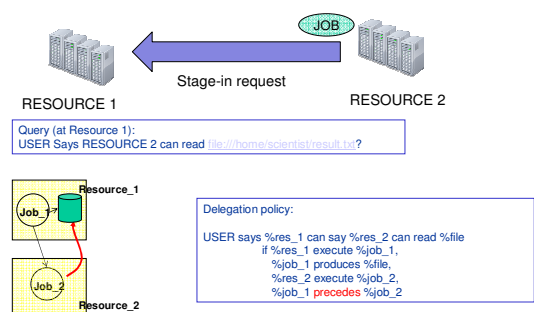 JOB
Stage-in request
RESOURCE 1
RESOURCE 2
Query (at Resource 1):
USER Says RESOURCE 2 can read file:///home/scientist/result.txt?
Resource_1
Job_1
Job_2
Resource_2
Delegation policy:
USER says %res_1 can say %res_2 can read %file
if %res_1 execute %job_1,
%job_1 produces %file,
%res_2 execute %job_2,
%job_1 precedes %job_2